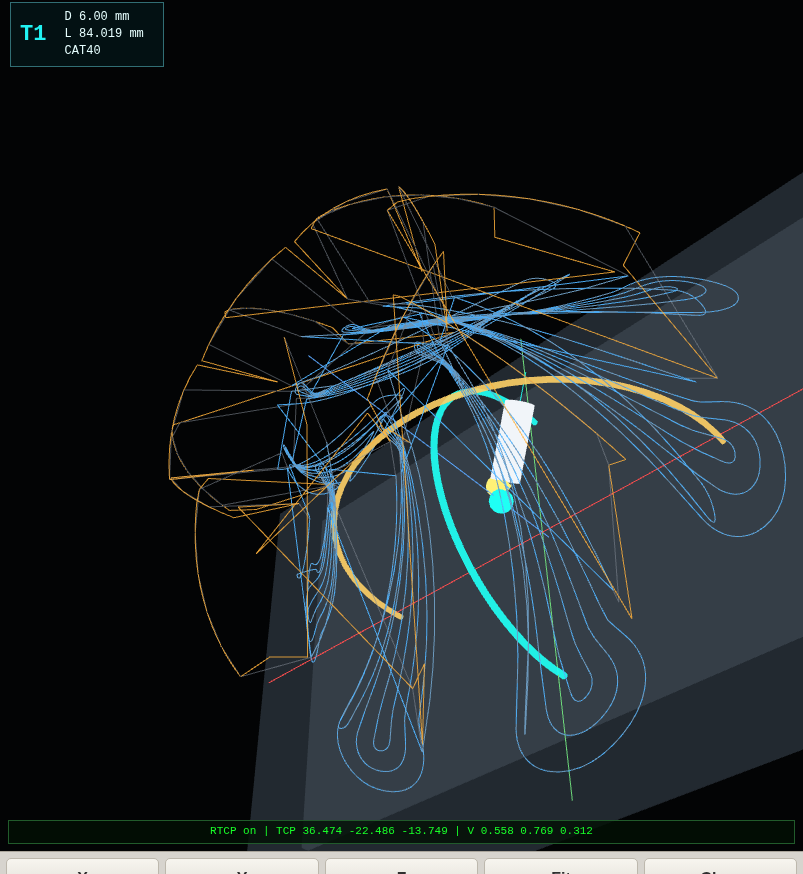 T1
D 6.00 mm
L 84.019 mm
CAT40
RTCP on | TCP 36.474 -22.486 -13.749 | V 0.558 0.769 0.312